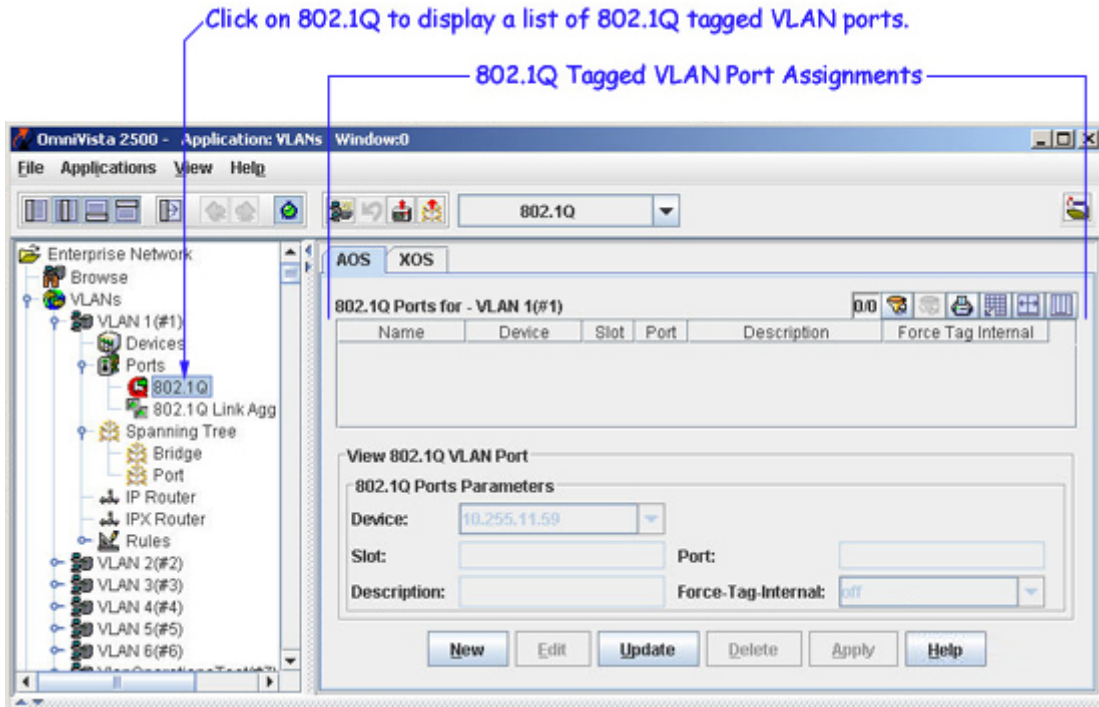 Click on 802.1Q to display a list of 802.1Q tagged VLAN ports.
802.1Q Tagged VLAN Port Assignments
OmniVista 2500 - Application: VLANs Window:0
File Applications View Help
802.1Q
Enterprise Network
Browse
VLANs
VLAN 1(#1)
Devices
Ports
802.1Q
802.1Q Link Agg
Spanning Tree
Bridge
Port
IP Router
IPX Router
Rules
VLAN 2(#2)
VLAN 3(#3)
VLAN 4(#4)
VLAN 5(#5)
VLAN 6(#6)
AOS XOS
802.1Q Ports for - VLAN 1(#1) 0/0
Name Device Slot Port Description Force Tag Internal
View 802.1Q VLAN Port
802.1Q Ports Parameters
Device: 10.255.11.59
Slot: Port:
Description: Force-Tag-Internal: off
New Edit Update Delete Apply Help